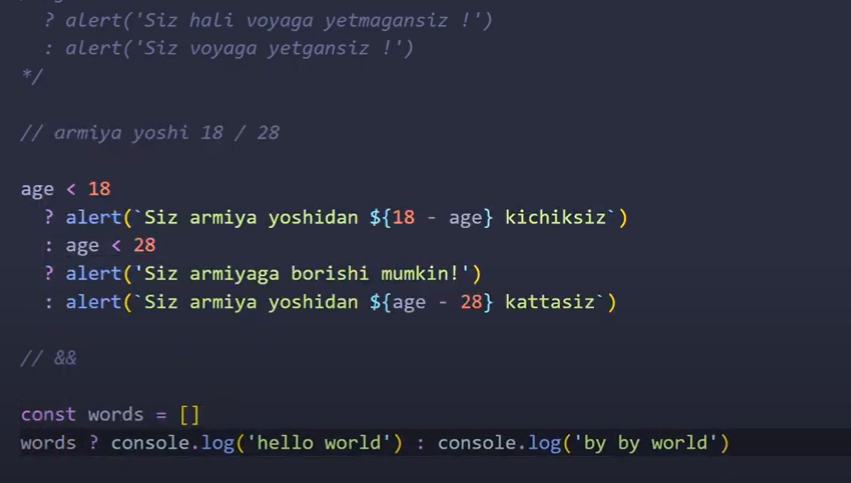 ? alert('Siz hali voyaga yetmagansiz !')
: alert('Siz voyaga yetgansiz !')
*/
// armiya yoshi 18 / 28
age < 18
? alert(`Siz armiya yoshidan ${18 - age} kichiksiz`)
: age < 28
? alert('Siz armiyaga borishi mumkin!')
: alert(`Siz armiya yoshidan ${age - 28} kattasiz`)
// &&
const words = []
words ? console.log('hello world') : console.log('by by world')